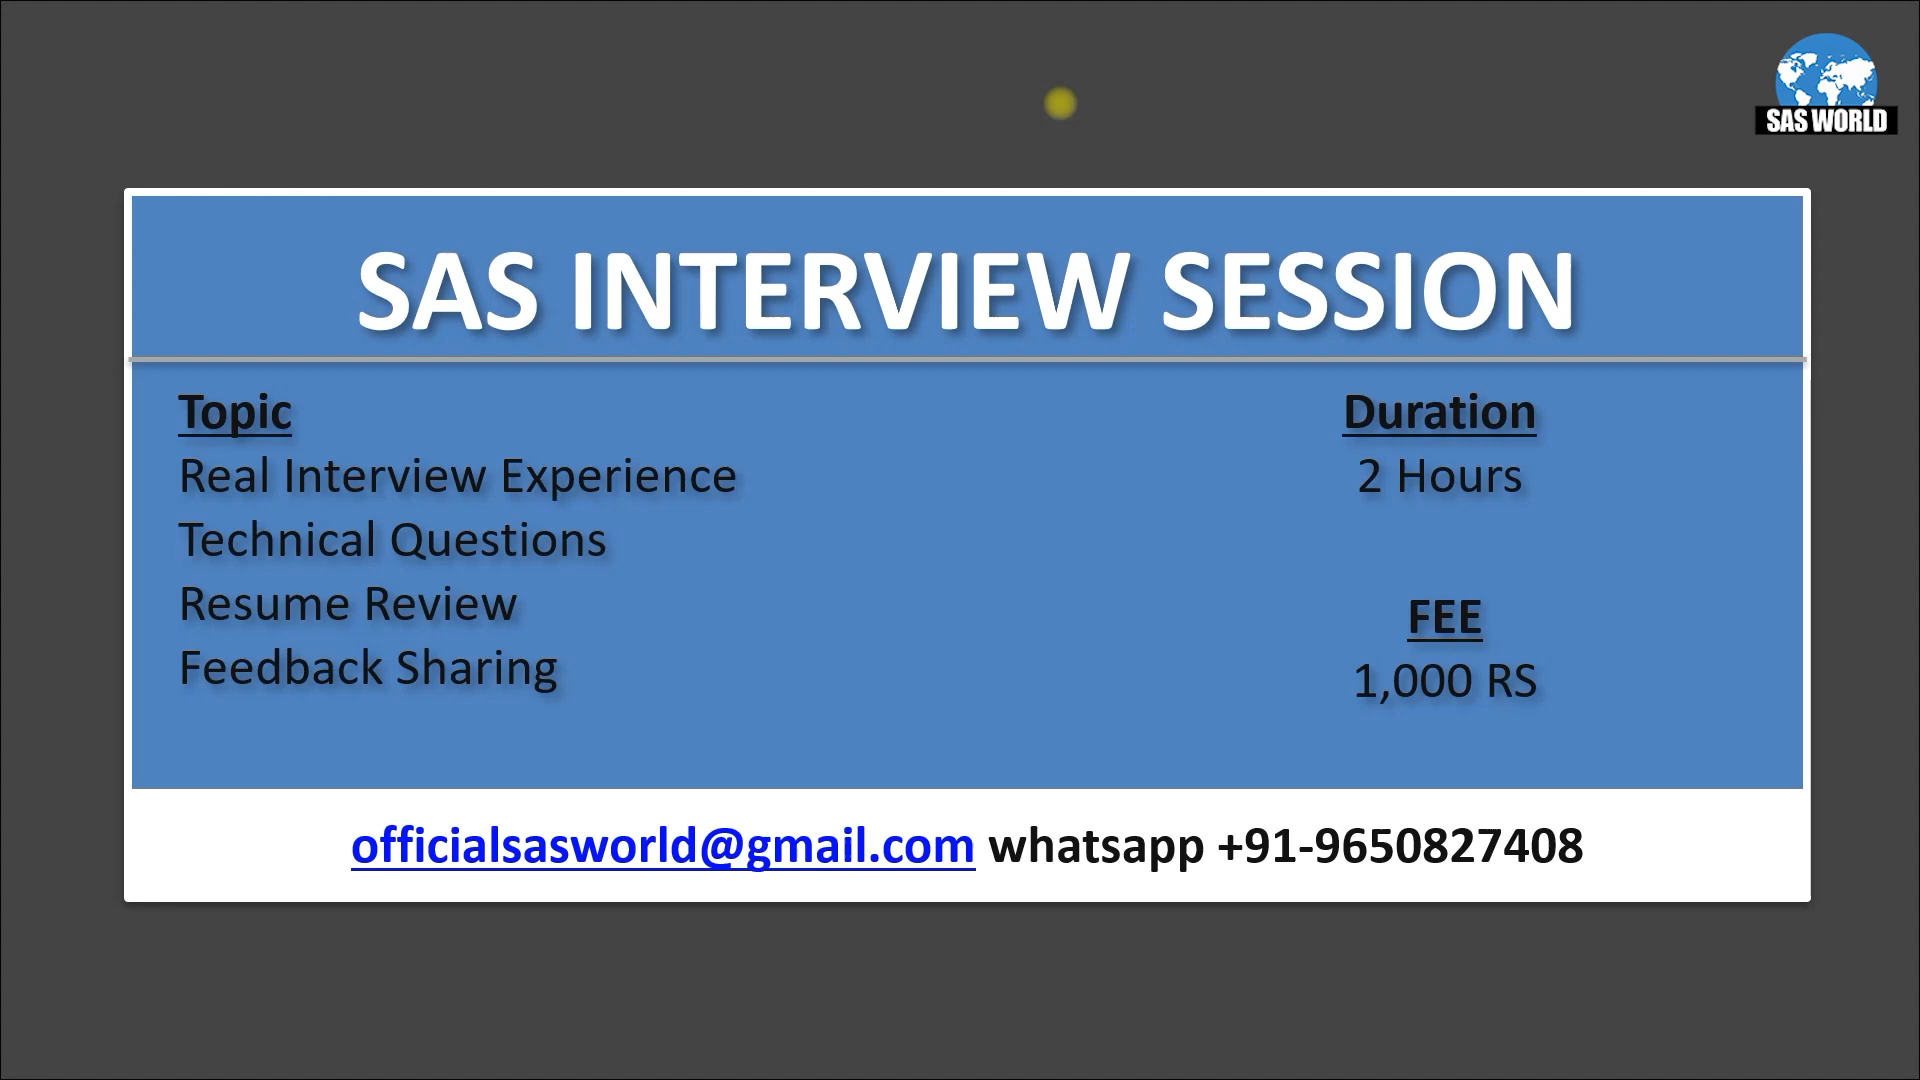 SAS WORLD
SAS INTERVIEW SESSION
Topic
Real Interview Experience
Technical Questions
Resume Review
Feedback Sharing
Duration
2 Hours
FEE
1,000 RS
officialsasworld@gmail.com whatsapp +91-9650827408